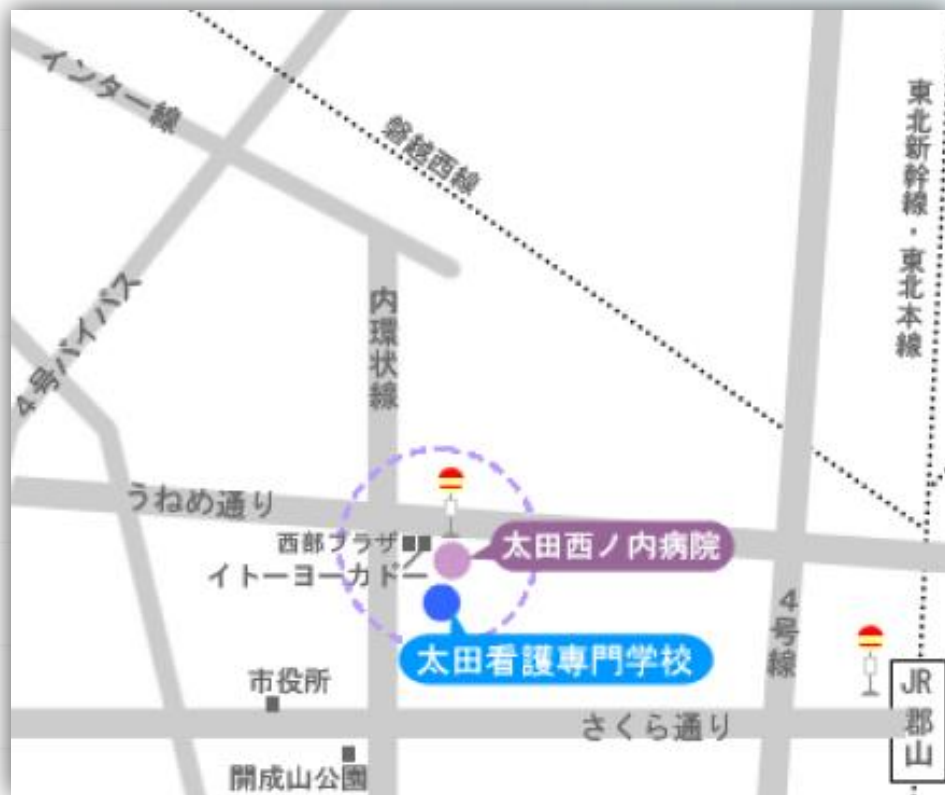 インター線
磐越西線
東北新幹線・東北本線
4号バイパス
内環状線
うねめ通り
西部プラザ
イトーヨーカドー
太田西ノ内病院
太田看護専門学校
4号線
市役所
さくら通り
JR
郡山
開成山公園